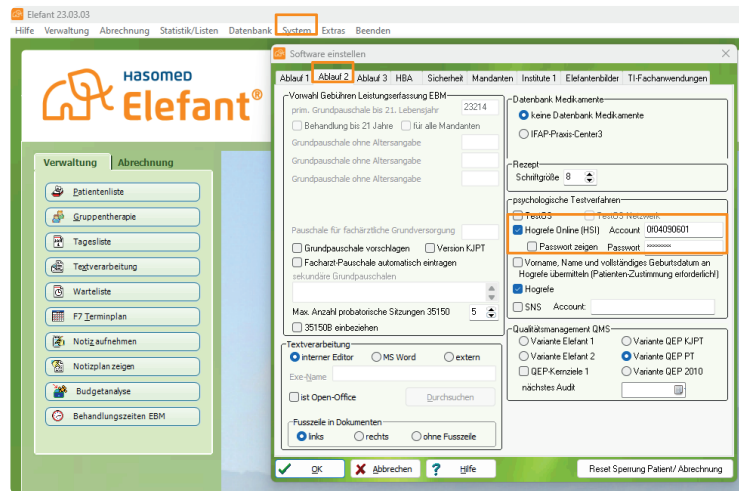 Elefant 23.03.03
Hilfe Verwaltung Abrechnung Statistik/Listen Datenbank System Extras Beenden
HASOMED
Elefant®
Verwaltung Abrechnung
Patientenliste
Gruppentherapie
Tagesliste
Textverarbeitung
Warteliste
F7 Terminplan
Notiz aufnehmen
Notizplan zeigen
Budgetanalyse
Behandlungszeiten EBM
Software einstellen
Ablauf 1 Ablauf 2 Ablauf 3 HBA Sicherheit Mandanten Institute 1 Elefantenbilder TI-Fachanwendungen
Vorwahl Gebühren Leistungserfassung EBM
prim. Grundpauschale bis 21. Lebensjahr 23214
Behandlung bis 21 Jahre für alle Mandanten
Grundpauschale ohne Altersangabe
Grundpauschale ohne Altersangabe
Grundpauschale ohne Altersangabe
Pauschale für fachärztliche Grundversorgung
Grundpauschale vorschlagen Version KJPT
Facharzt-Pauschale automatisch eintragen
sekundäre Grundpauschalen
Max. Anzahl probatorische Sitzungen 35150 5
35150B einbeziehen
Textverarbeitung
interner Editor MS Word extern
Exe-Name
ist Open-Office Durchsuchen
Fusszeile in Dokumenten
links rechts ohne Fusszeile
Datenbank Medikamente
keine Datenbank Medikamente
IFAP-Praxis-Center3
Rezept
Schriftgröße 8
psychologische Testverfahren
TestOS TestOS Netzwerk
Hogrefe Online (HSI) Account 0I04090601
Passwort zeigen Passwort
Vorname, Name und vollständiges Geburtsdatum an
Hogrefe übermitteln (Patienten-Zustimmung erforderlich!)
Hogrefe
SNS Account:
Qualitätsmanagement QMS
Variante Elefant 1 Variante QEP KJPT
Variante Elefant 2 Variante QEP PT
QEP-Kernziele 1 Variante QEP 2010
nächstes Audit
OK Abbrechen Hilfe Reset Sperrung Patient/ Abrechnung